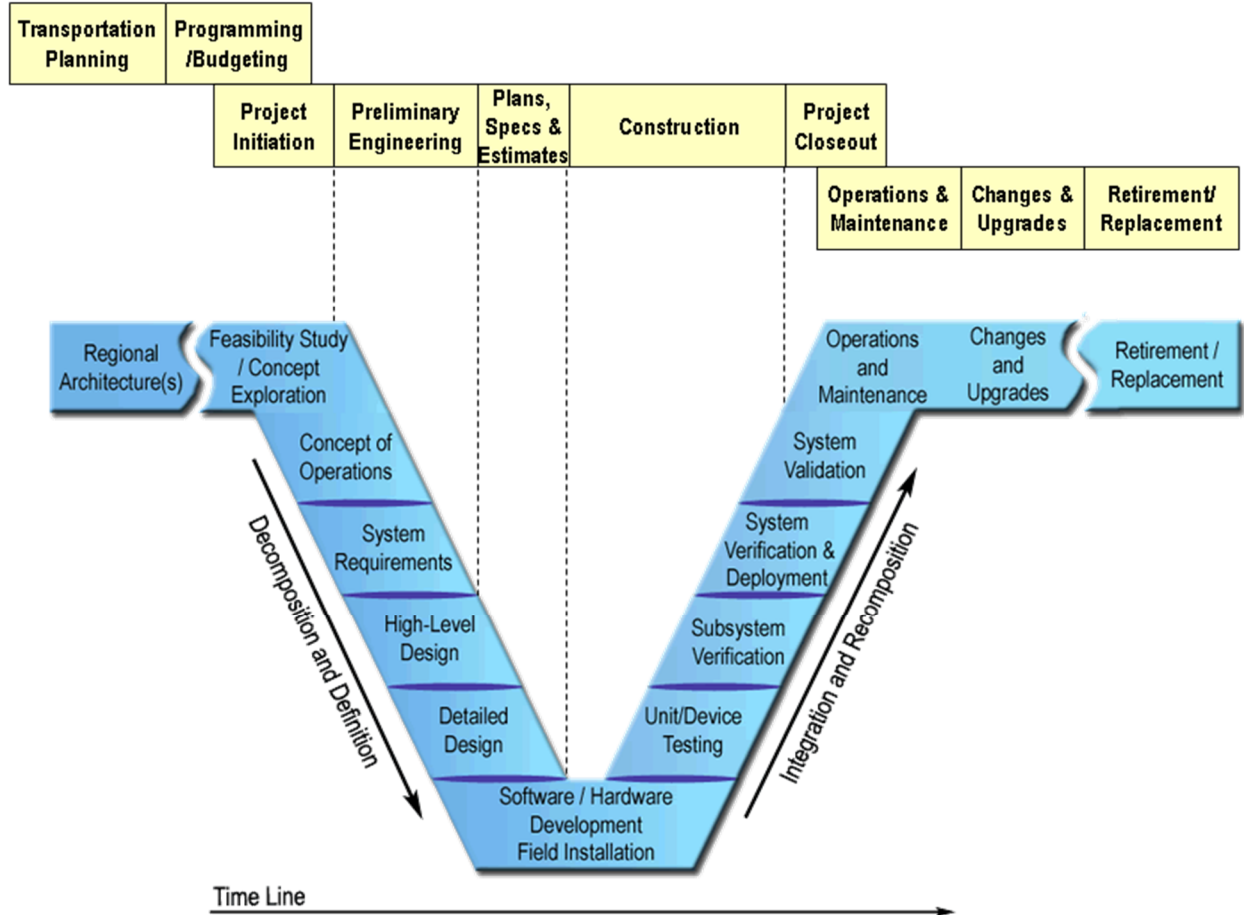 Transportation
Planning
Programming
/Budgeting
Project
Initiation
Preliminary
Engineering
Plans,
Specs &
Estimates
Construction
Project
Closeout
Operations &
Maintenance
Changes &
Upgrades
Retirement/
Replacement
Regional
Architecture(s)
Feasibility Study
/ Concept
Exploration
Operations
and
Maintenance
Changes
and
Upgrades
Retirement /
Replacement
Concept of
Operations
System
Validation
System
Requirements
System
Verification &
Deployment
High-Level
Design
Subsystem
Verification
Detailed
Design
Unit/Device
Testing
Software / Hardware
Development
Field Installation
Decomposition and Definition
Integration and Recomposition
Time Line